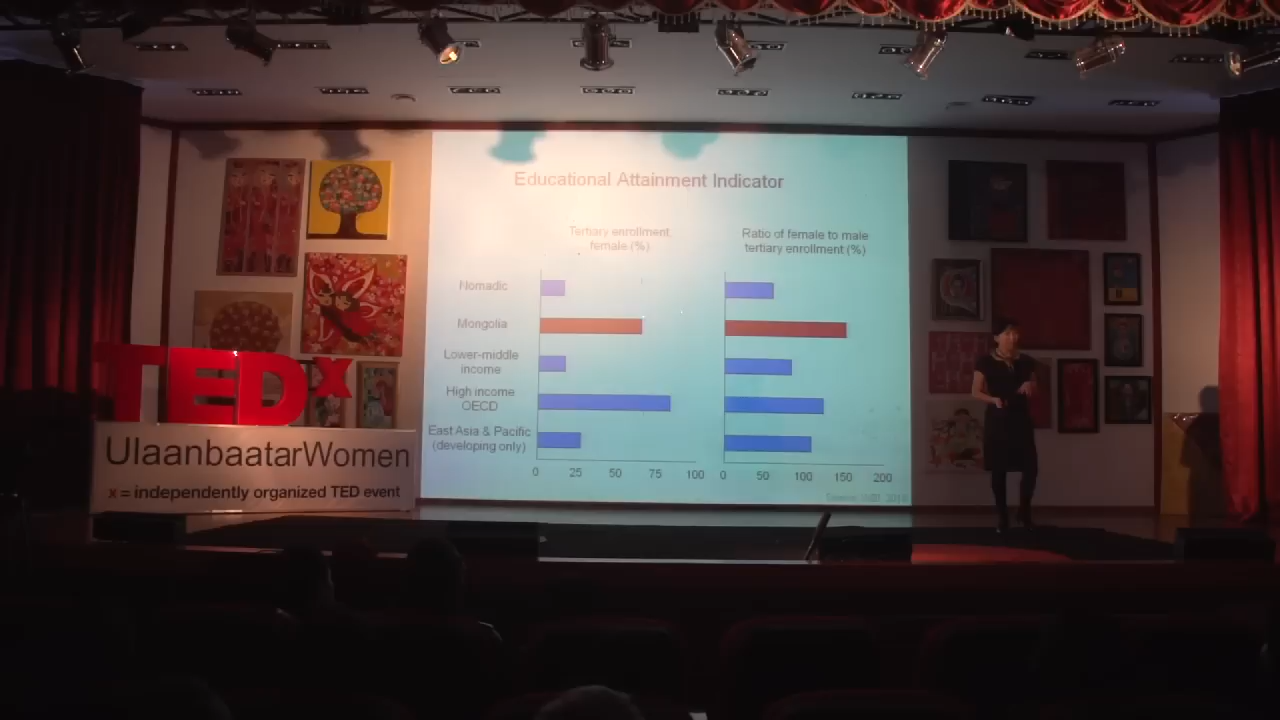 Educational Attainment Indicator
Tertiary enrollment,
female (%)
Ratio of female to male
tertiary enrollment (%)
Nomadic
Mongolia
Lower-middle
income
High income
OECD
East Asia & Pacific
(developing only)
0 25 50 75 100
0 50 100 150 200
TEDx
UlaanbaatarWomen
x = independently organized TED event